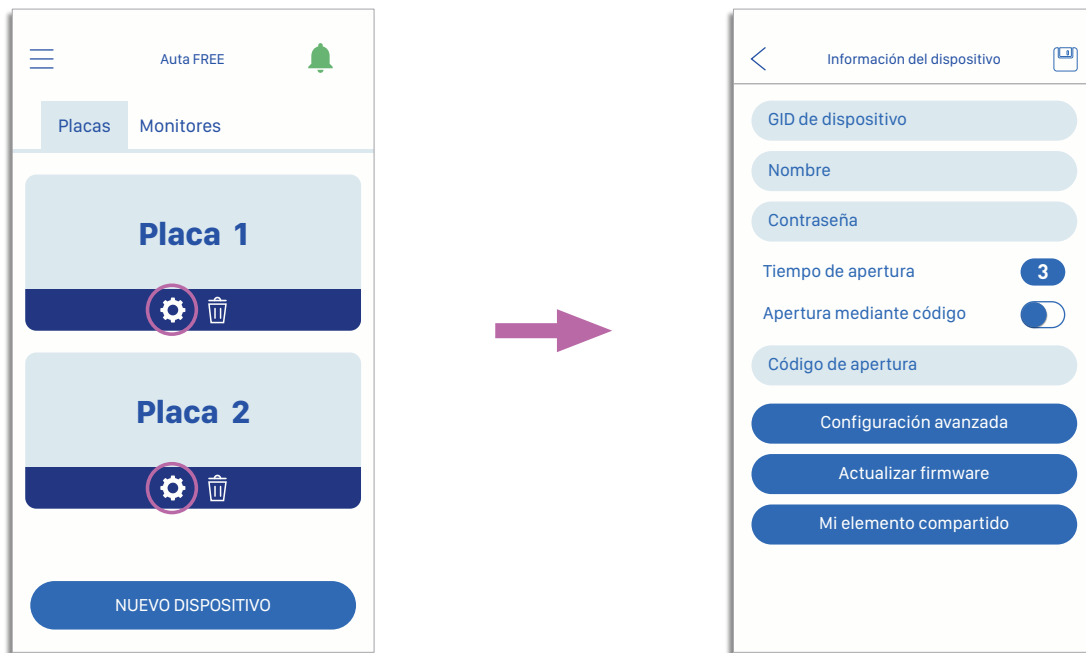 Auta FREE
Placas Monitores
Placa 1
Placa 2
NUEVO DISPOSITIVO
Información del dispositivo
GID de dispositivo
Nombre
Contraseña
Tiempo de apertura 3
Apertura mediante código
Código de apertura
Configuración avanzada
Actualizar firmware
Mi elemento compartido